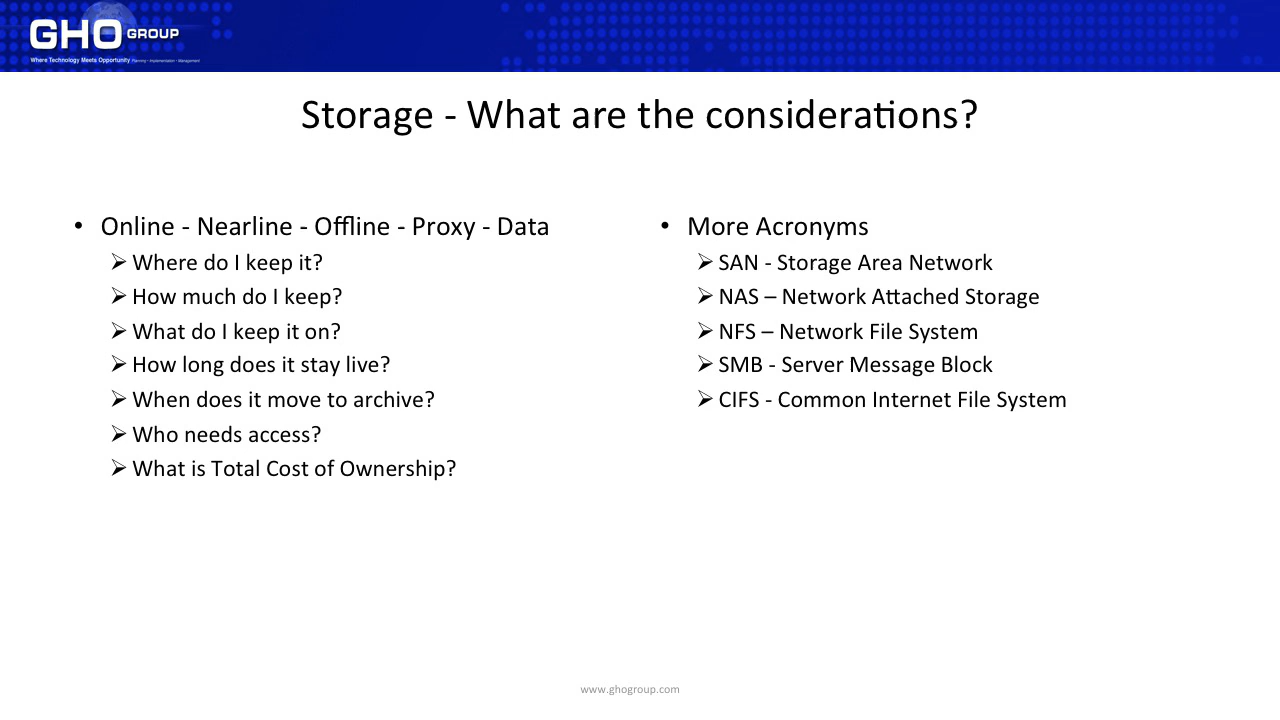 GHO GROUP
Where Technology Meets Opportunity Planning • Implementation • Management
Storage - What are the considerations?
• Online - Nearline - Offline - Proxy - Data
➢ Where do I keep it?
➢ How much do I keep?
➢ What do I keep it on?
➢ How long does it stay live?
➢ When does it move to archive?
➢ Who needs access?
➢ What is Total Cost of Ownership?
• More Acronyms
➢ SAN - Storage Area Network
➢ NAS – Network Attached Storage
➢ NFS – Network File System
➢ SMB - Server Message Block
➢ CIFS - Common Internet File System
www.ghogroup.com